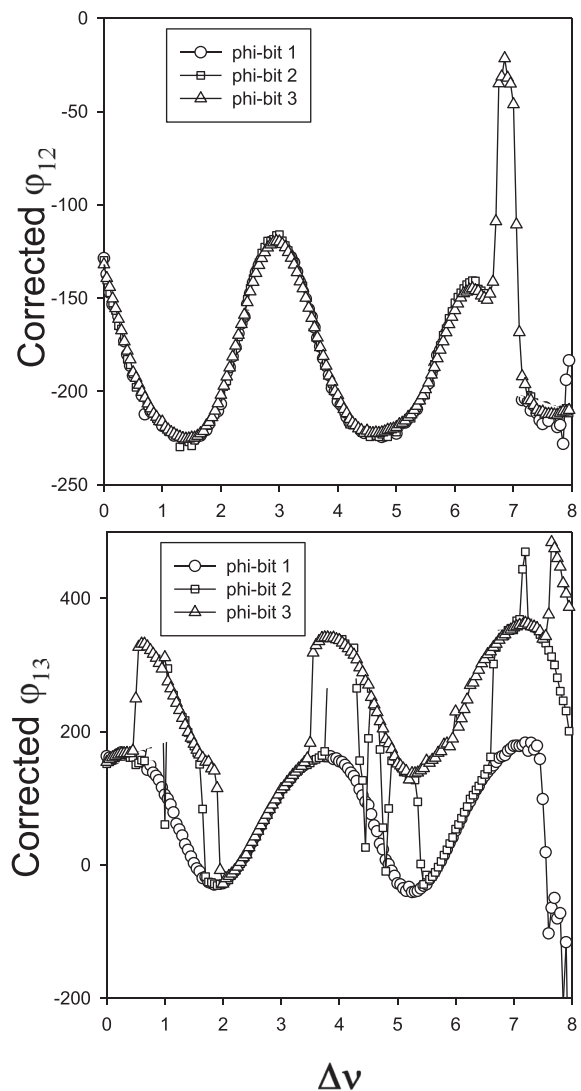 0
-50
-100
-150
-200
-250
Corrected φ12
phi-bit 1
phi-bit 2
phi-bit 3
0 1 2 3 4 5 6 7 8
400
200
0
-200
Corrected φ13
phi-bit 1
phi-bit 2
phi-bit 3
0 1 2 3 4 5 6 7 8
Δν